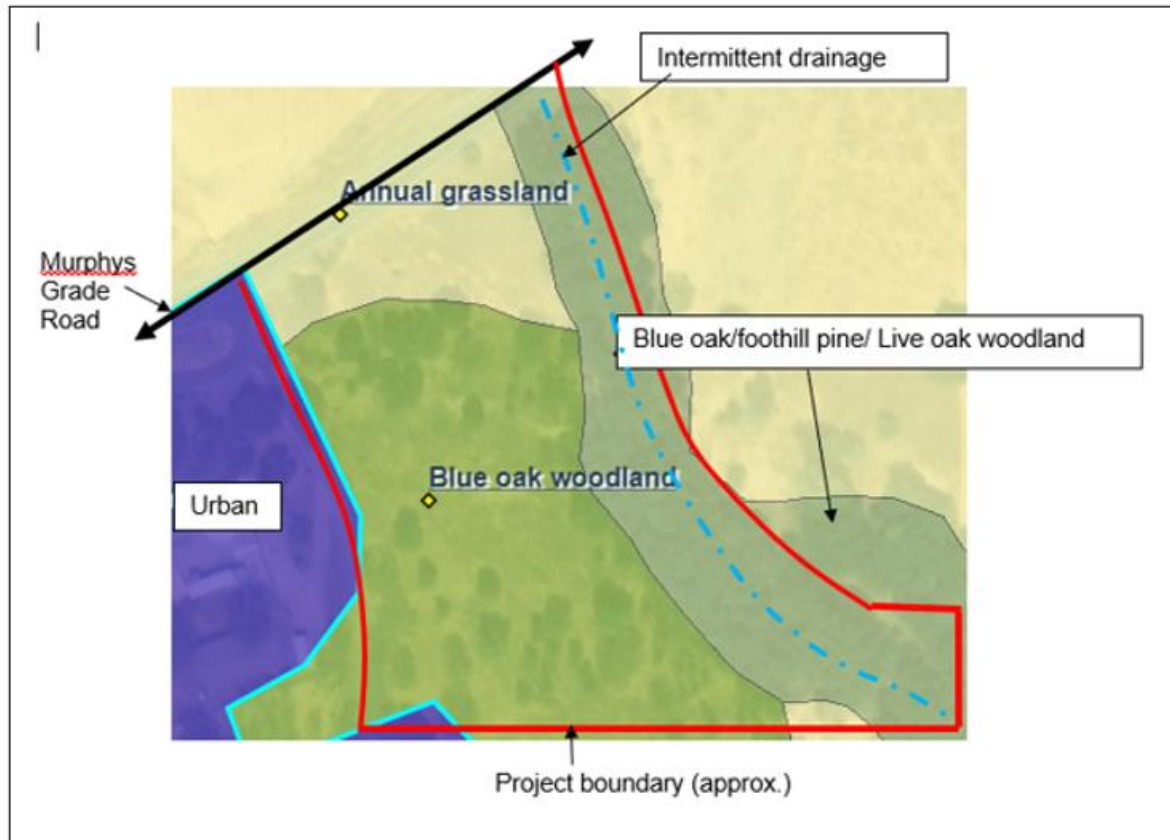 Intermittent drainage
Annual grassland
Murphys
Grade
Road
Blue oak/foothill pine/ Live oak woodland
Blue oak woodland
Urban
Project boundary (approx.)